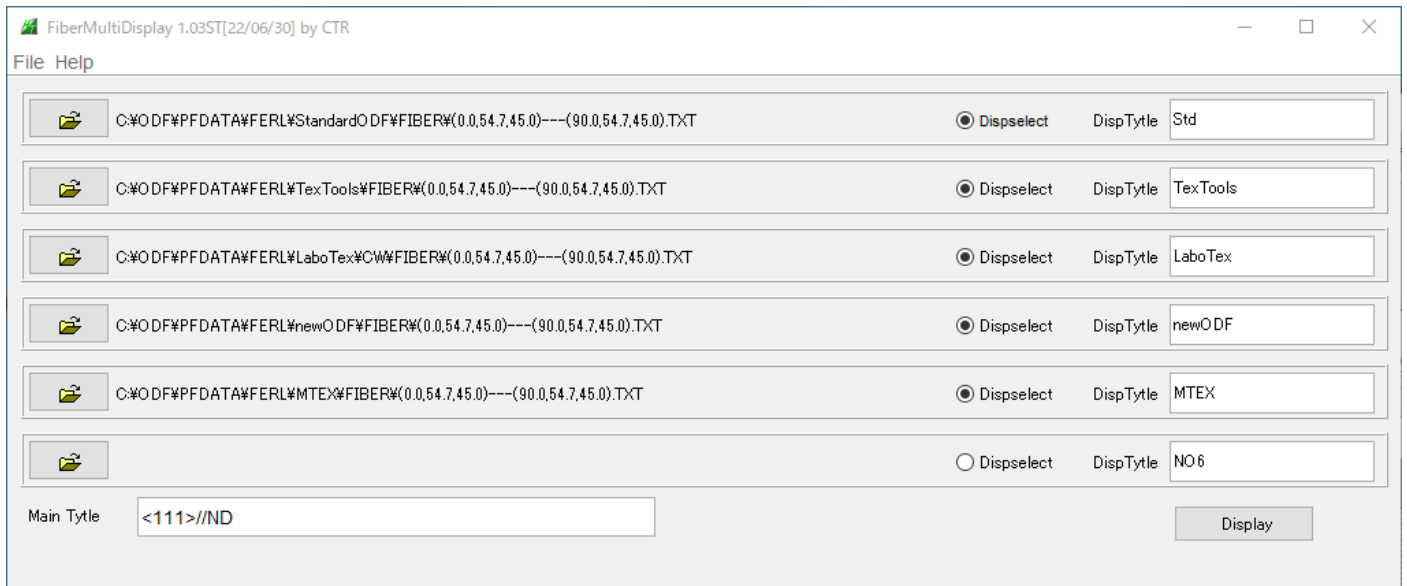 FiberMultiDisplay 1.03ST[22/06/30] by CTR
File Help
C:¥ODF¥PFDATA¥FERL¥StandardODF¥FIBER¥(0.0,54.7,45.0)---(90.0,54.7,45.0).TXT Dispselect DispTytle Std
C:¥ODF¥PFDATA¥FERL¥TexTools¥FIBER¥(0.0,54.7,45.0)---(90.0,54.7,45.0).TXT Dispselect DispTytle TexTools
C:¥ODF¥PFDATA¥FERL¥LaboTex¥CW¥FIBER¥(0.0,54.7,45.0)---(90.0,54.7,45.0).TXT Dispselect DispTytle LaboTex
C:¥ODF¥PFDATA¥FERL¥newODF¥FIBER¥(0.0,54.7,45.0)---(90.0,54.7,45.0).TXT Dispselect DispTytle newODF
C:¥ODF¥PFDATA¥FERL¥MTEX¥FIBER¥(0.0,54.7,45.0)---(90.0,54.7,45.0).TXT Dispselect DispTytle MTEX
Dispselect DispTytle NO6
Main Tytle <111>//ND Display